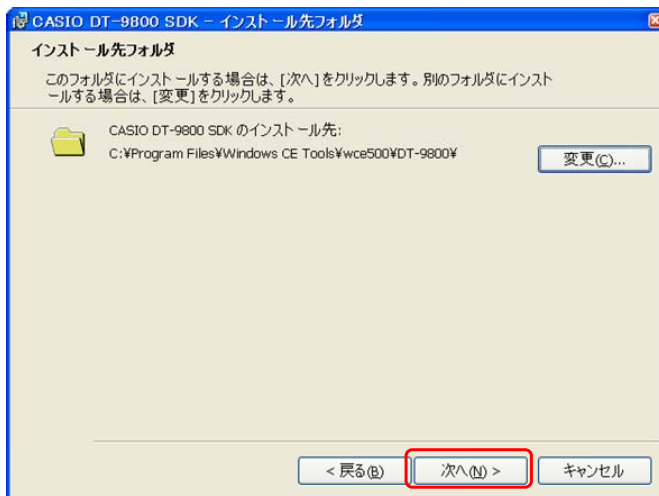 CASIO DT-9800 SDK - インストール先フォルダ
インストール先フォルダ
このフォルダにインストールする場合は、[次へ]をクリックします。別のフォルダにインスト
ールする場合は、[変更]をクリックします。
CASIO DT-9800 SDK のインストール先:
C:¥Program Files¥Windows CE Tools¥wce500¥DT-9800¥
変更(C)...
< 戻る(B)
次へ(N) >
キャンセル